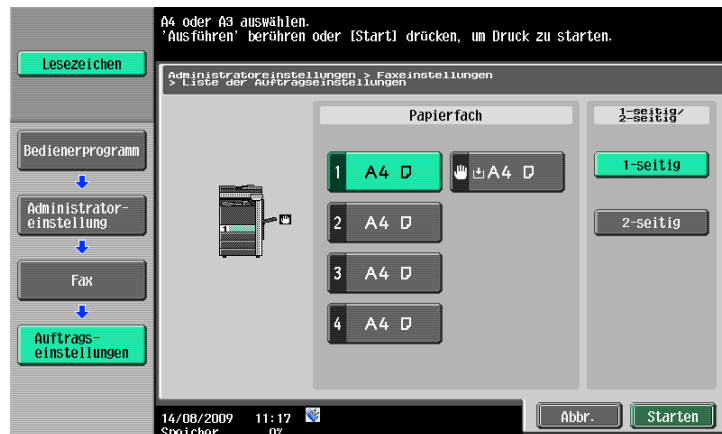 A4 oder A3 auswählen.
'Ausführen' berühren oder [Start] drücken, um Druck zu starten.
Lesezeichen
Administratoreinstellungen > Faxeinstellungen
> Liste der Auftragseinstellungen
Bedienerprogramm
Administrator-
einstellung
Fax
Auftrags-
einstellungen
Papierfach
1 A4
A4
2 A4
3 A4
4 A4
1-seitig/
2-seitig
1-seitig
2-seitig
1
14/08/2009 11:17
Speicher 0%
Abbr.
Starten